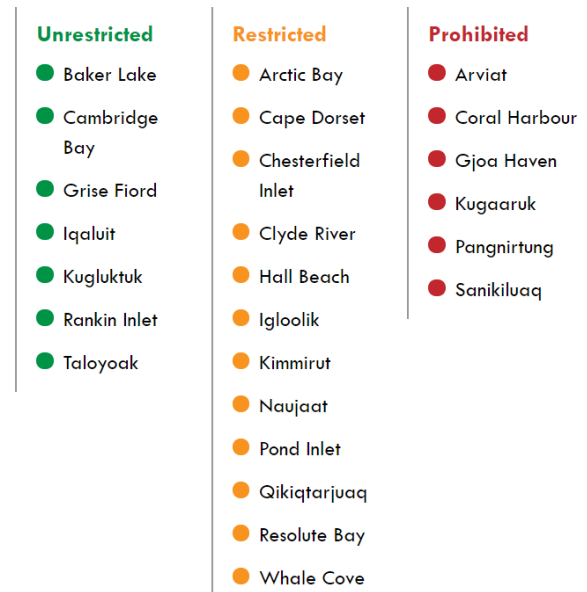 Unrestricted
Baker Lake
Cambridge
Bay
Grise Fiord
Iqaluit
Kugluktuk
Rankin Inlet
Taloyoak
Restricted
Arctic Bay
Cape Dorset
Chesterfield
Inlet
Clyde River
Hall Beach
Igloolik
Kimmirut
Naujaat
Pond Inlet
Qikiqtarjuaq
Resolute Bay
Whale Cove
Prohibited
Arviat
Coral Harbour
Gjoa Haven
Kugaaruk
Pangnirtung
Sanikiluaq